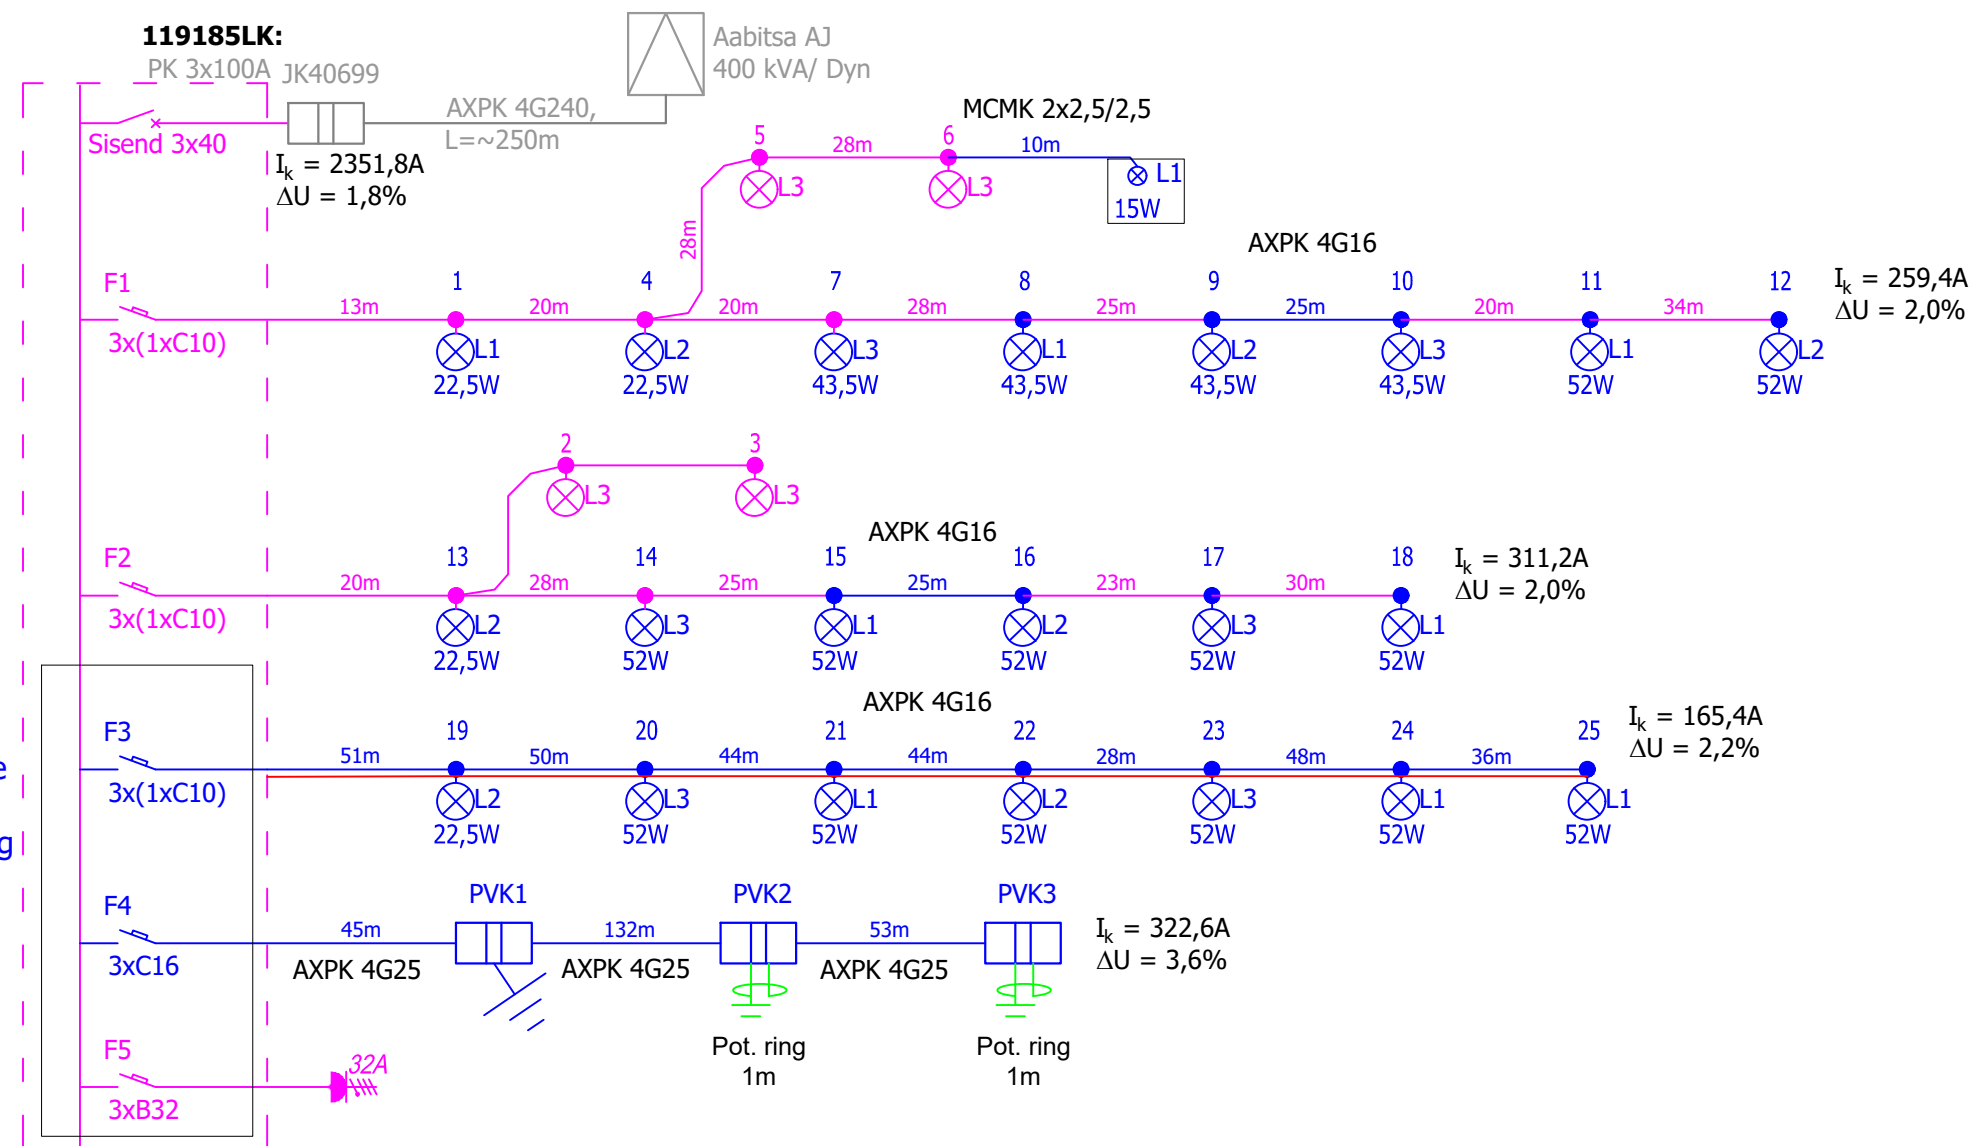 119185LK:
PK 3x100A
JK40699
Aabitsa AJ
400 kVA/ Dyn
AXPK 4G240,
L=~250m
Sisend 3x40
Ik = 2351,8A
ΔU = 1,8%
MCMK 2x2,5/2,5
5
28m
6
10m
L3
L3
L1
15W
28m
AXPK 4G16
F1
3x(1xC10)
13m
1
20m
4
20m
7
28m
8
25m
9
25m
10
20m
11
34m
12
L1
L2
L3
L1
L2
L3
L1
L2
22,5W
22,5W
43,5W
43,5W
43,5W
43,5W
52W
52W
Ik = 259,4A
ΔU = 2,0%
2
3
L3
L3
AXPK 4G16
F2
3x(1xC10)
20m
13
28m
14
25m
15
25m
16
23m
17
30m
18
L2
L3
L1
L2
L3
L1
22,5W
52W
52W
52W
52W
52W
Ik = 311,2A
ΔU = 2,0%
AXPK 4G16
F3
3x(1xC10)
51m
19
50m
20
44m
21
44m
22
28m
23
48m
24
36m
25
L2
L3
L1
L2
L3
L1
L1
22,5W
52W
52W
52W
52W
52W
52W
Ik = 165,4A
ΔU = 2,2%
e
g
F4
3xC16
45m
AXPK 4G25
PVK1
132m
AXPK 4G25
PVK2
53m
AXPK 4G25
PVK3
Ik = 322,6A
ΔU = 3,6%
Pot. ring
1m
Pot. ring
1m
F5
3xB32
32A